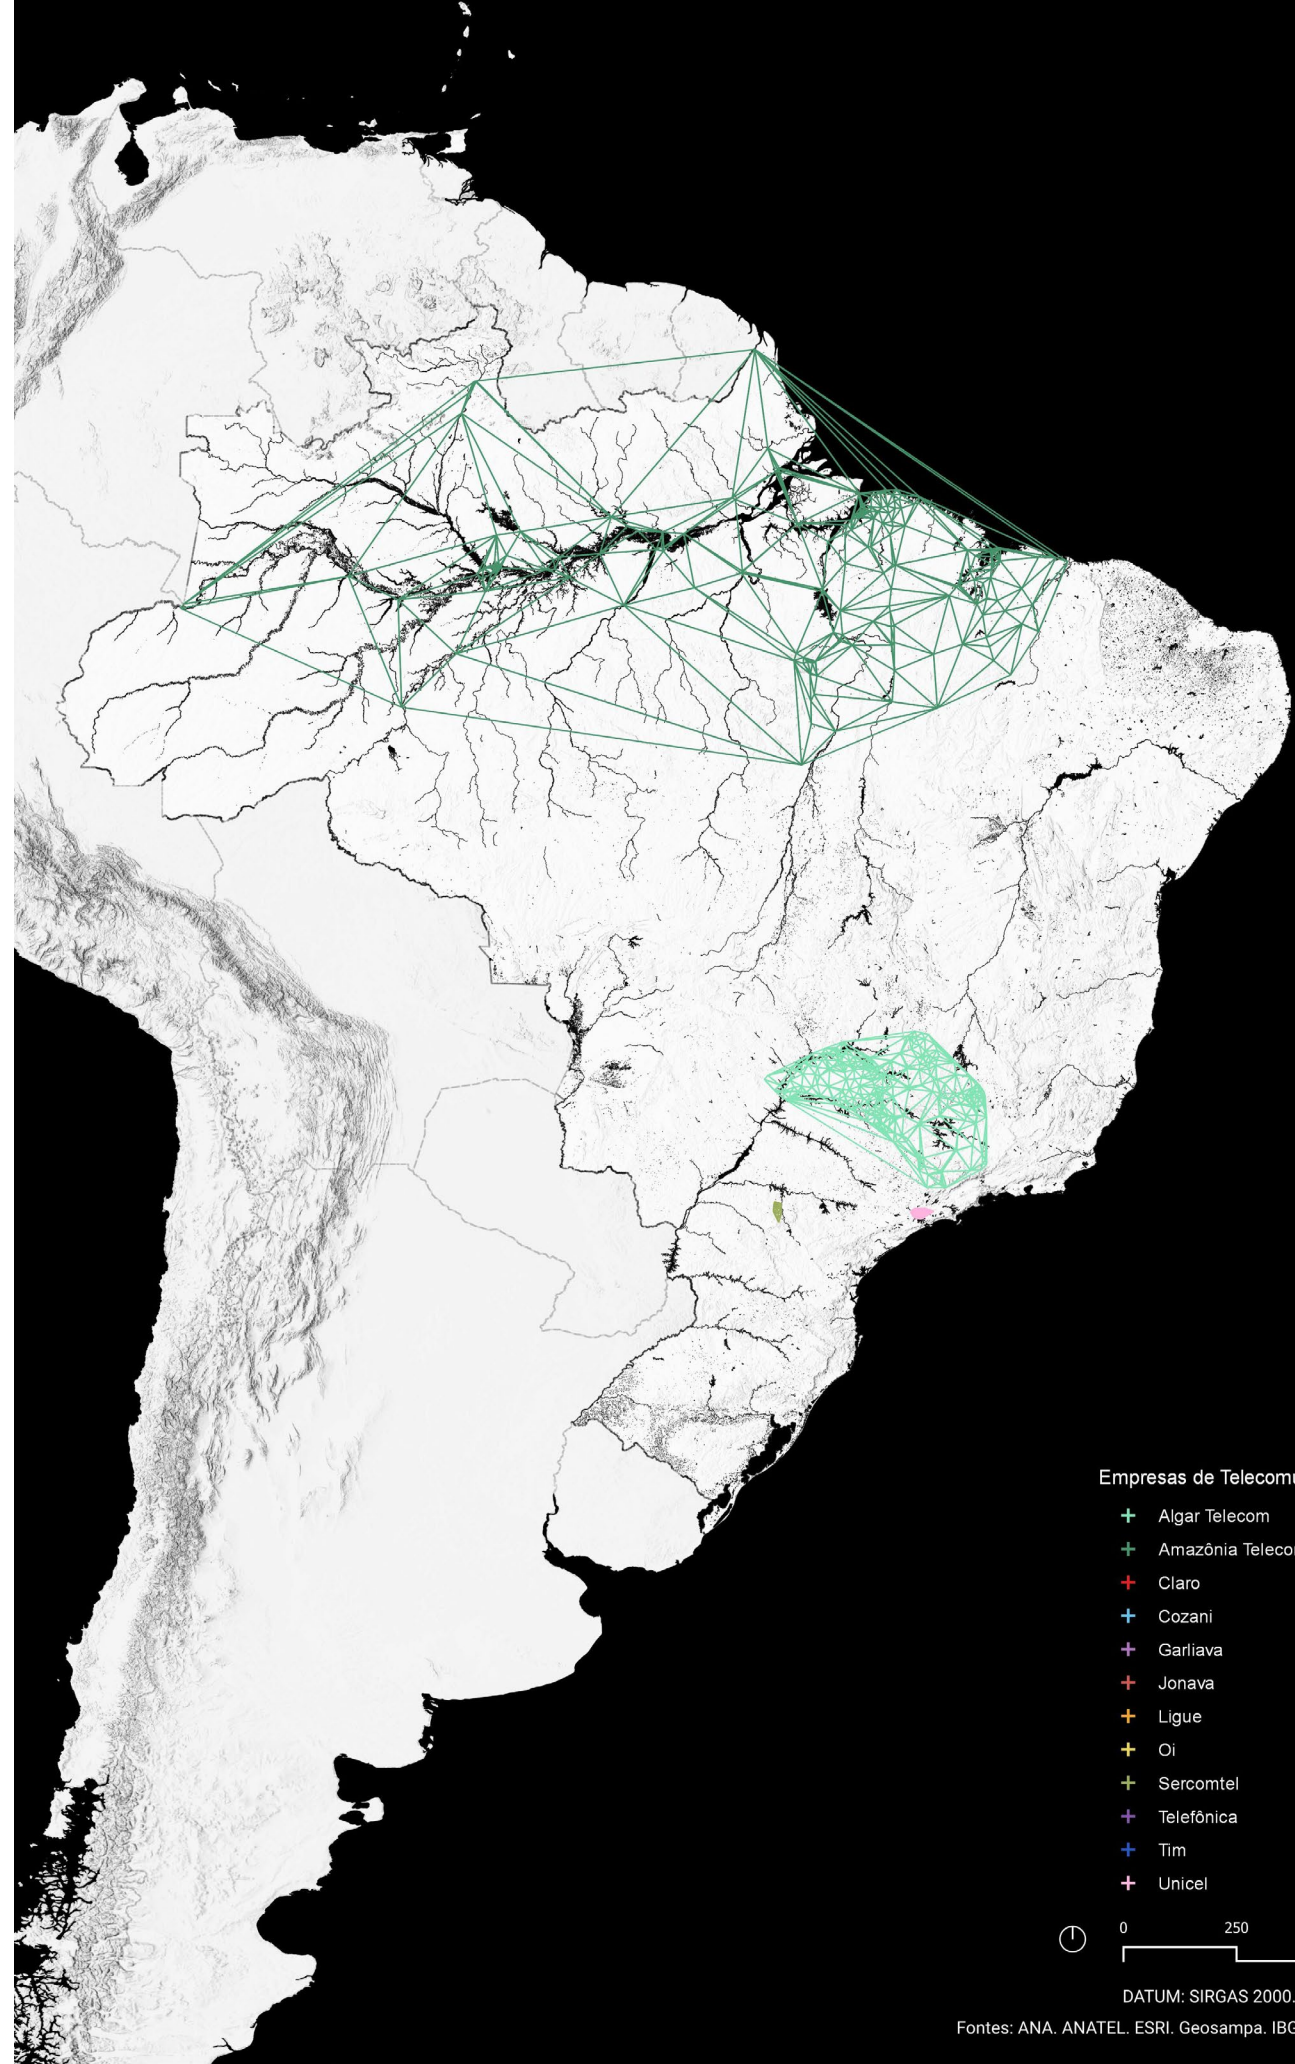 Empresas de Telecomu
Algar Telecom
Amazônia Teleco
Claro
Cozani
Garliava
Jonava
Ligue
Oi
Sercomtel
Telefônica
Tim
Unicel
0 250
DATUM: SIRGAS 2000.
Fontes: ANA. ANATEL. ESRI. Geosampa. IBG